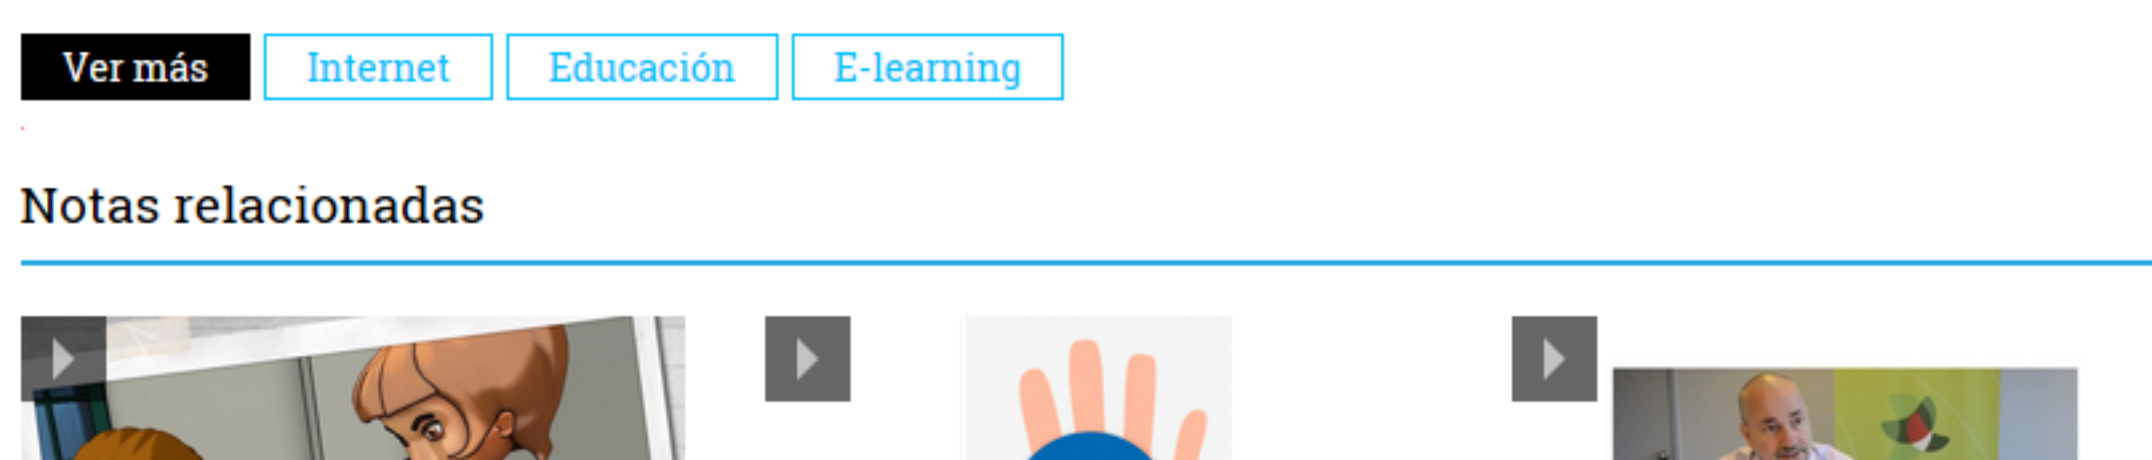 Ver más Internet Educación E-learning
Notas relacionadas